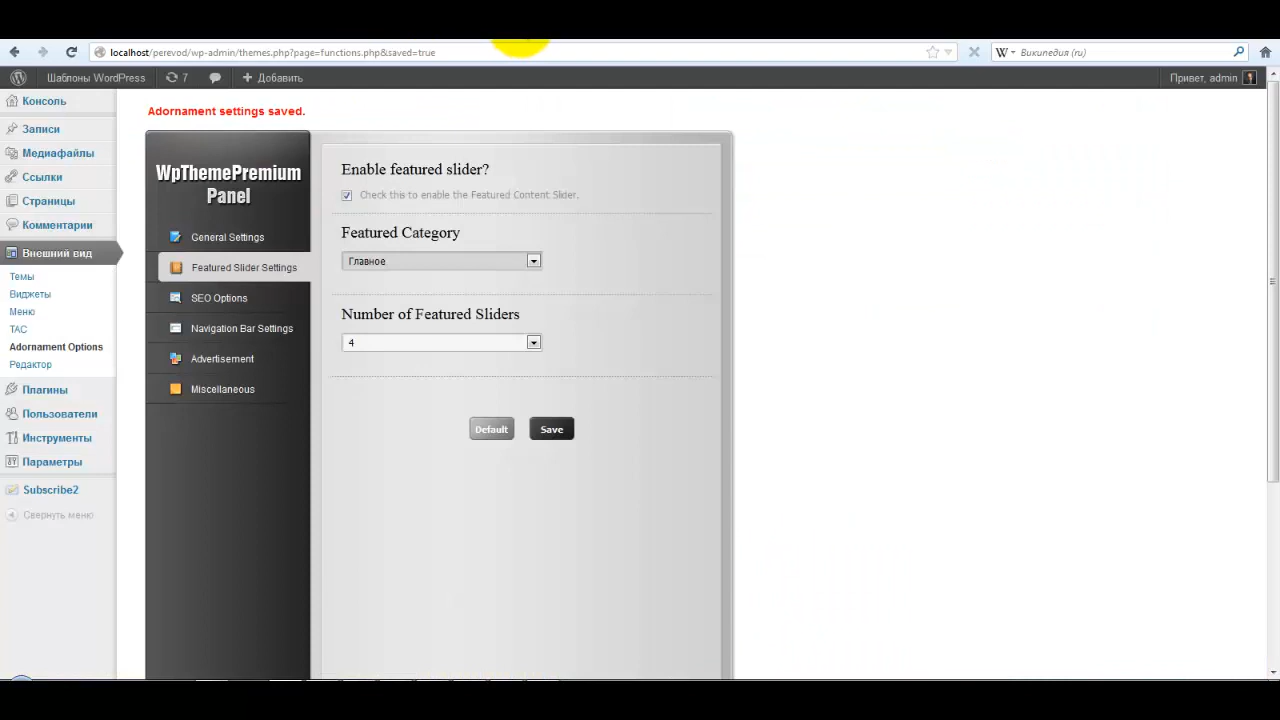 localhost/perevod/wp-admin/themes.php?page=functions.php&saved=true
W Википедия (ru)
Шаблоны WordPress 7 Добавить Привет, admin
Консоль
Записи
Медиафайлы
Ссылки
Страницы
Комментарии
Внешний вид
Темы
Виджеты
Меню
TAC
Adornament Options
Редактор
Плагины
Пользователи
Инструменты
Параметры
Subscribe2
Свернуть меню
Adornament settings saved.
WpThemePremium
Panel
General Settings
Featured Slider Settings
SEO Options
Navigation Bar Settings
Advertisement
Miscellaneous
Enable featured slider?
Check this to enable the Featured Content Slider.
Featured Category
Главное
Number of Featured Sliders
4
Default Save